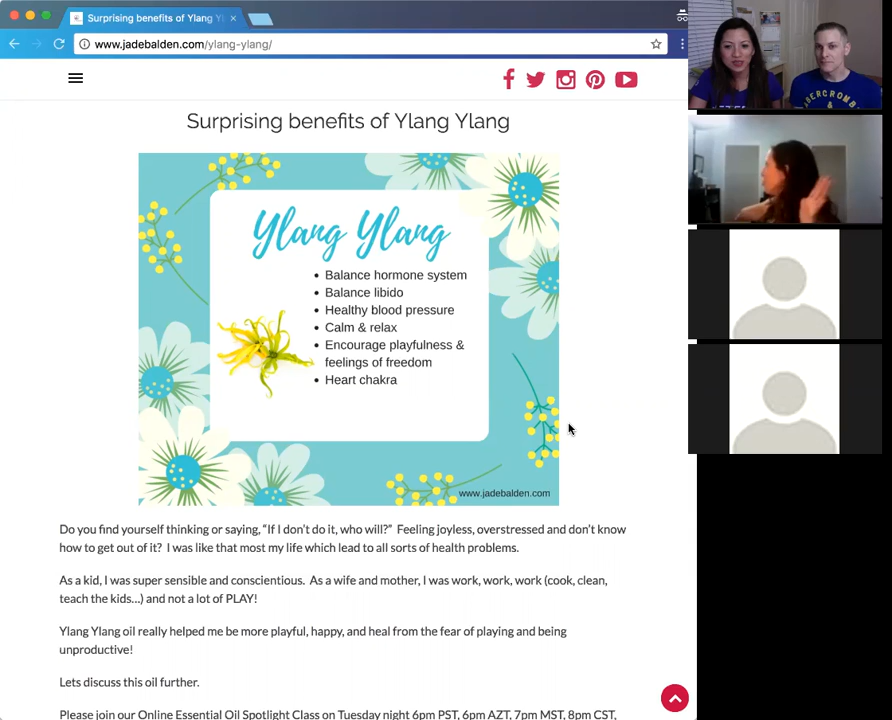 Surprising benefits of Ylang Y
www.jadebalden.com/ylang-ylang/
Surprising benefits of Ylang Ylang
Ylang Ylang
• Balance hormone system
• Balance libido
• Healthy blood pressure
• Calm & relax
• Encourage playfulness &
feelings of freedom
• Heart chakra
www.jadebalden.com
Do you find yourself thinking or saying, “If I don’t do it, who will?”  Feeling joyless, overstressed and don’t know
how to get out of it?  I was like that most my life which lead to all sorts of health problems.
As a kid, I was super sensible and conscientious.  As a wife and mother, I was work, work, work (cook, clean,
teach the kids...) and not a lot of PLAY!
Ylang Ylang oil really helped me be more playful, happy, and heal from the fear of playing and being
unproductive!
Lets discuss this oil further.
Please join our Online Essential Oil Spotlight Class on Tuesday night 6pm PST, 6pm AZT, 7pm MST, 8pm CST,